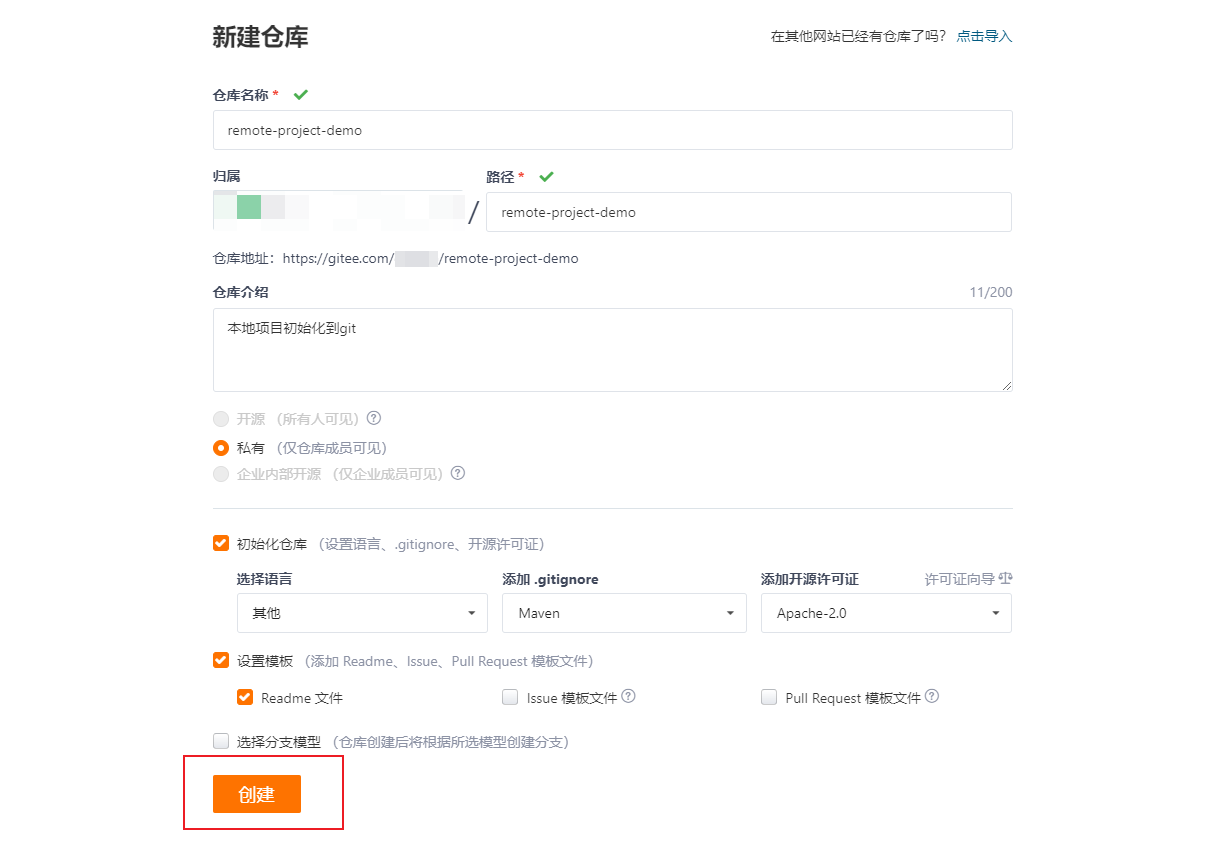 新建仓库
在其他网站已经有仓库了吗？ 点击导入
仓库名称 *
remote-project-demo
归属
路径 *
/
remote-project-demo
仓库地址：https://gitee.com/ /remote-project-demo
仓库介绍
11/200
本地项目初始化到git
开源 （所有人可见）?
私有 （仅仓库成员可见）
企业内部开源 （仅企业成员可见）?
初始化仓库 （设置语言、.gitignore、开源许可证）
选择语言
添加 .gitignore
添加开源许可证
许可证向导
其他
Maven
Apache-2.0
设置模板 （添加 Readme、Issue、Pull Request 模板文件）
Readme 文件
Issue 模板文件 ?
Pull Request 模板文件 ?
选择分支模型 （仓库创建后将根据所选模型创建分支）
创建